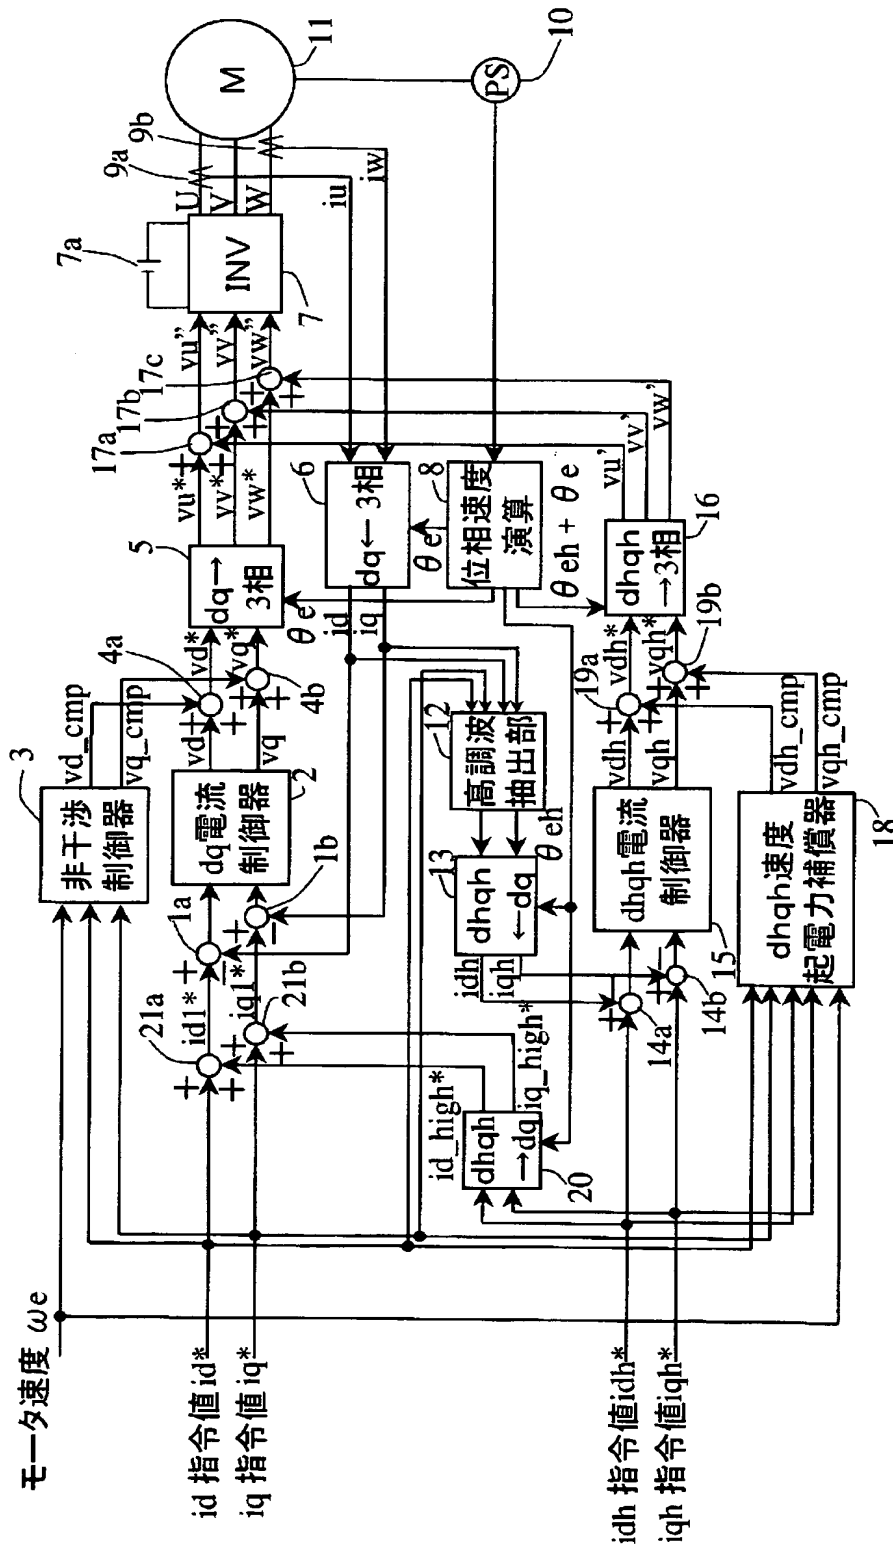 モータ速度 ωe
id 指令値 id*
iq 指令値 iq*
idh 指令値idh*
iqh 指令値iqh*
3
非干渉
制御器
vd_cmp
vq_cmp
21a
id1*
iq1*
21b
1a
1b
dq電流
制御器
2
vd
vq
4a
4b
vd*
vq*
5
dq→
3相
θe
vu*
vv*
vw*
17a
17b
17c
vu”
vv”
vw”
7a
INV
7
U
V
W
9a
9b
M
11
PS
10
iu
iw
6
dq←3相
id
iq
θe
8
位相速度
演算
θeh + θe
12
高調波
抽出部
θeh
13
dhqh
←dq
idh
iqh
id_high*
iq_high*
dhqh
→dq
20
14a
14b
dhqh電流
制御器
15
vdh
vqh
19a
19b
vdh*
vqh*
dhqh
→3相
16
vu’
vv’
vw’
dhqh速度
起電力補償器
18
vdh_cmp
vqh_cmp
+
+
+
+
+
−
−
+
+
+
+
+
+
+
+
+
+
−
−
+
+
+
+